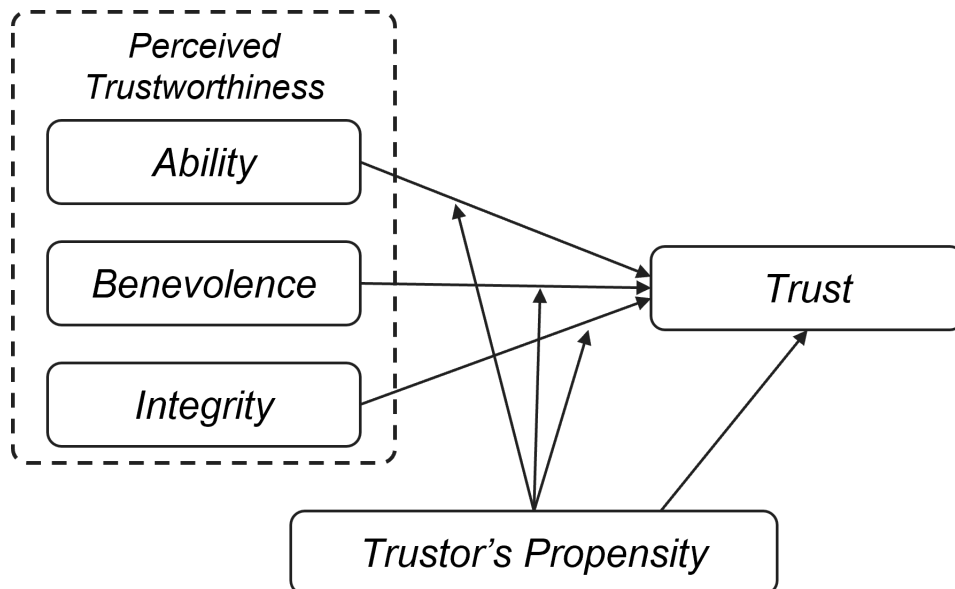 Perceived
Trustworthiness
Ability
Benevolence
Trust
Integrity
Trustor’s Propensity